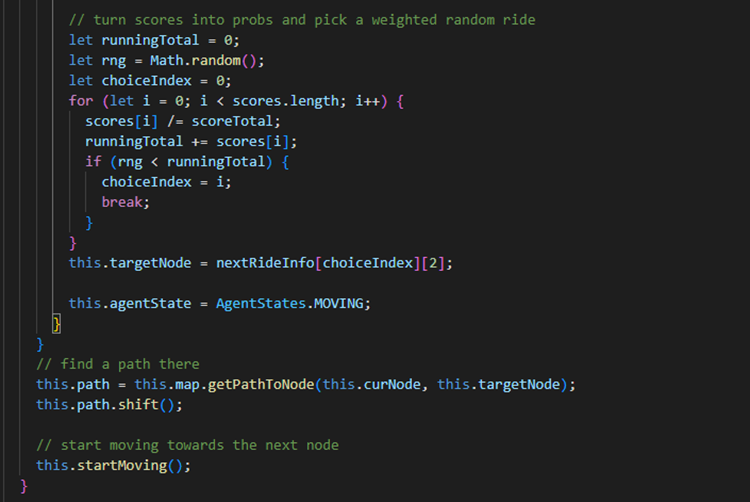 // turn scores into probs and pick a weighted random ride
let runningTotal = 0;
let rng = Math.random();
let choiceIndex = 0;
for (let i = 0; i < scores.length; i++) {
scores[i] /= scoreTotal;
runningTotal += scores[i];
if (rng < runningTotal) {
choiceIndex = i;
break;
}
}
this.targetNode = nextRideInfo[choiceIndex][2];
this.agentState = AgentStates.MOVING;
}
}
// find a path there
this.path = this.map.getPathToNode(this.curNode, this.targetNode);
this.path.shift();
// start moving towards the next node
this.startMoving();
}